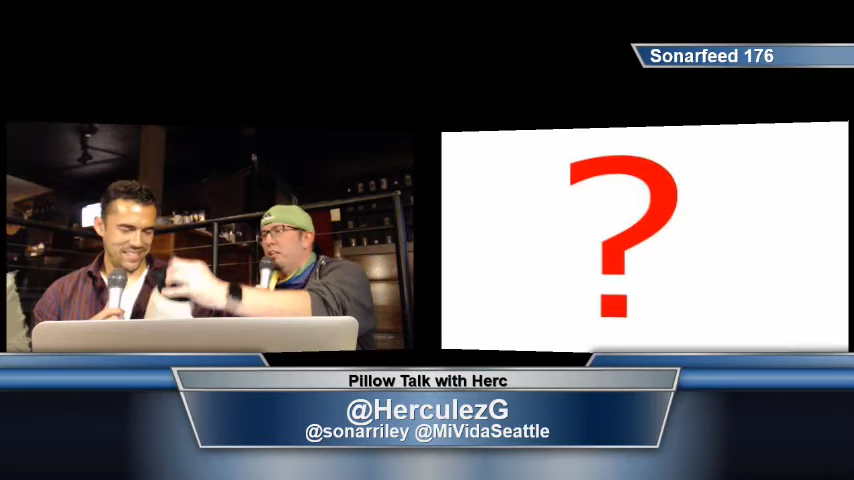 Sonarfeed 176
?
Pillow Talk with Herc
@HerculezG
@sonarriley @MiVidaSeattle